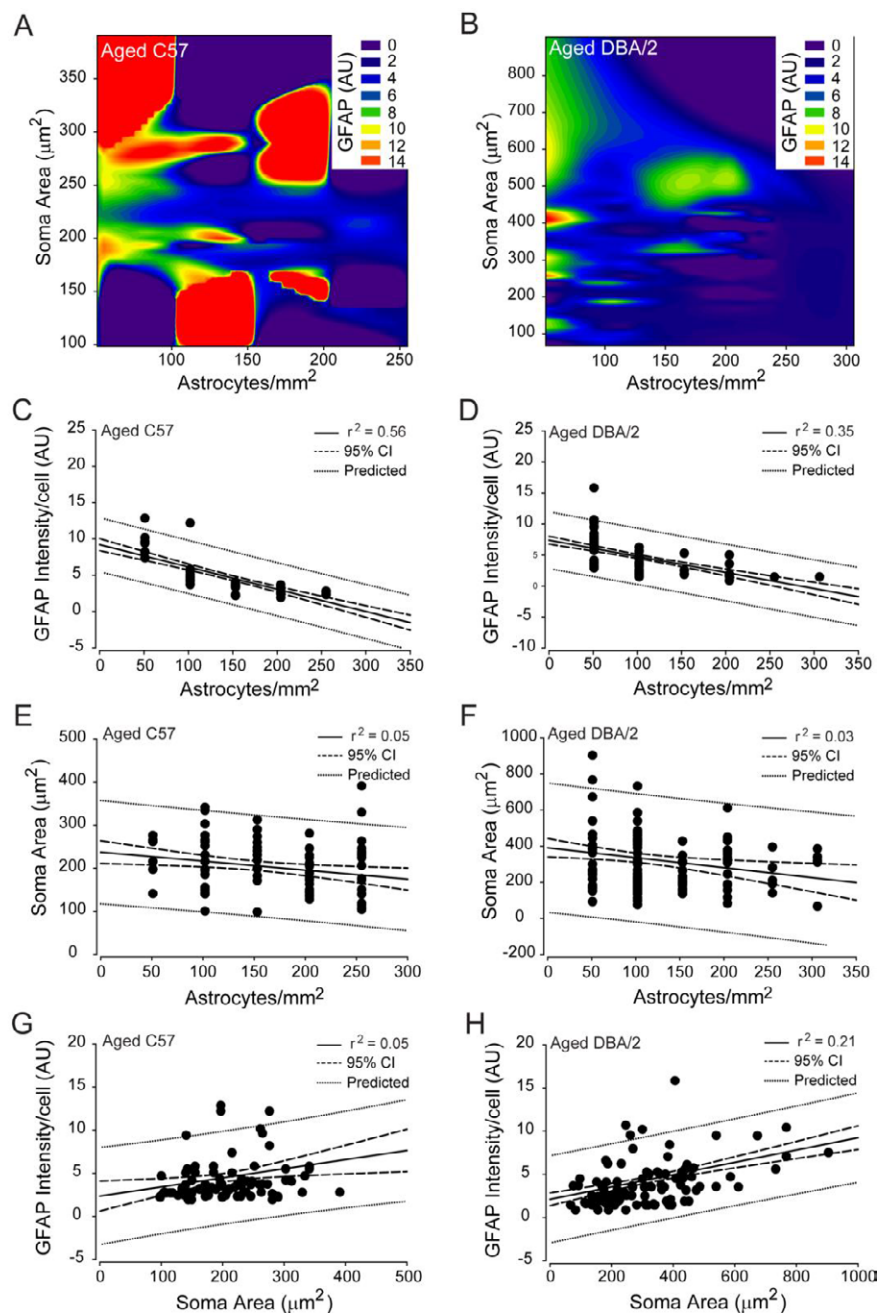 A
Aged C57
GFAP (AU)
0
2
4
6
8
10
12
14
Soma Area (μm²)
350
300
250
200
150
100
100
150
200
250
Astrocytes/mm²
B
Aged DBA/2
GFAP (AU)
0
2
4
6
8
10
12
14
Soma Area (μm²)
900
800
700
600
500
400
300
200
100
100
150
200
250
300
Astrocytes/mm²
C
Aged C57
r² = 0.56
95% CI
Predicted
GFAP Intensity/cell (AU)
25
20
15
10
5
0
-5
0
50
100
150
200
250
300
350
Astrocytes/mm²
D
Aged DBA/2
r² = 0.35
95% CI
Predicted
GFAP Intensity/cell (AU)
25
20
15
10
5
0
-5
-10
0
50
100
150
200
250
300
350
Astrocytes/mm²
E
Aged C57
r² = 0.05
95% CI
Predicted
Soma Area (μm²)
500
400
300
200
100
0
0
50
100
150
200
250
300
Astrocytes/mm²
F
Aged DBA/2
r² = 0.03
95% CI
Predicted
Soma Area (μm²)
1000
800
600
400
200
0
-200
0
50
100
150
200
250
300
350
Astrocytes/mm²
G
Aged C57
r² = 0.05
95% CI
Predicted
GFAP Intensity/cell (AU)
20
15
10
5
0
-5
0
100
200
300
400
500
Soma Area (μm²)
H
Aged DBA/2
r² = 0.21
95% CI
Predicted
GFAP Intensity/cell (AU)
20
15
10
5
0
-5
0
200
400
600
800
1000
Soma Area (μm²)